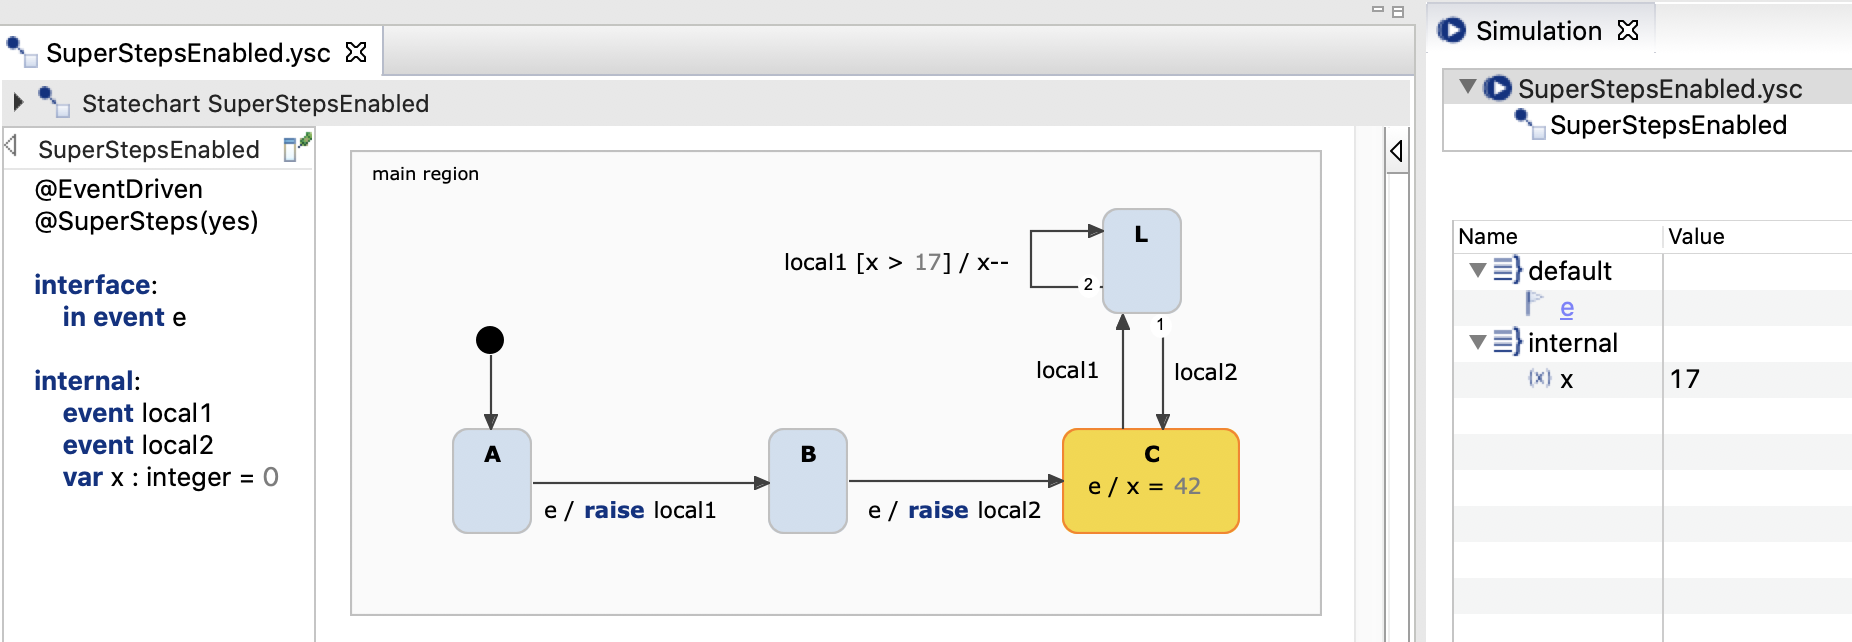 SuperStepsEnabled.ysc
Statechart SuperStepsEnabled
SuperStepsEnabled
@EventDriven
@SuperSteps(yes)
interface:
in event e
internal:
event local1
event local2
var x : integer = 0
main region
L
local1 [x > 17] / x--
2
1
local1
local2
A
B
C
e / x = 42
e / raise local1
e / raise local2
Simulation
SuperStepsEnabled.ysc
SuperStepsEnabled
Name Value
default
e
internal
(x) x 17